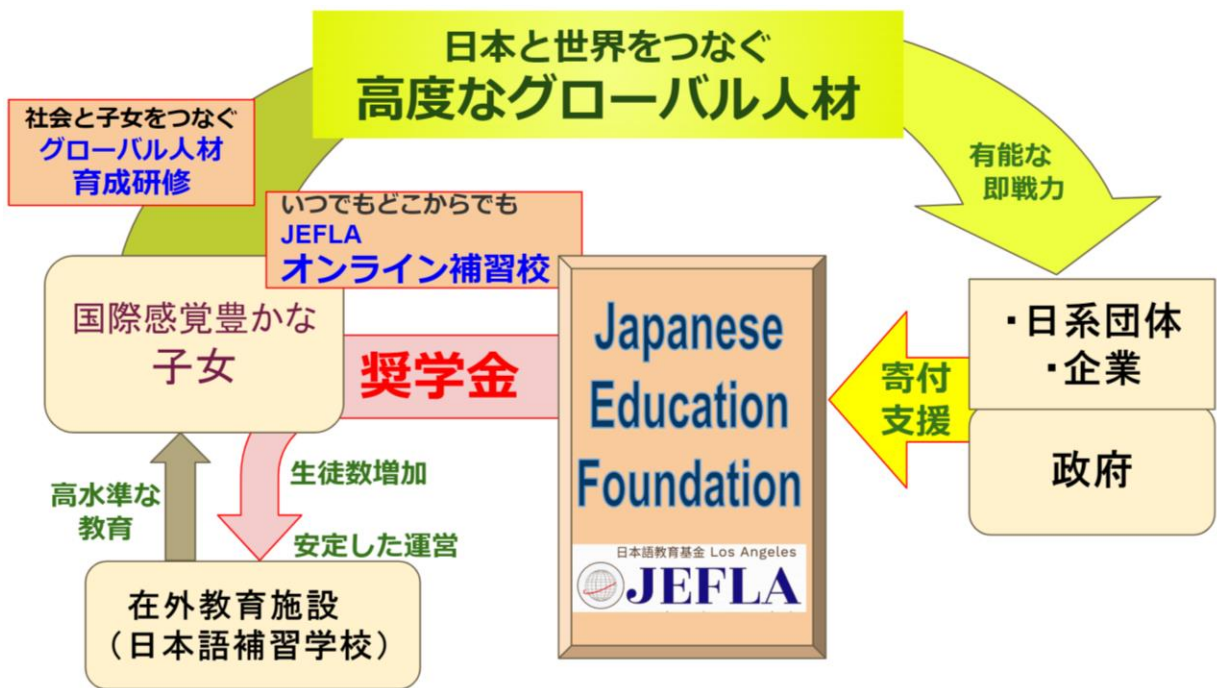 日本と世界をつなぐ
高度なグローバル人材
社会と子女をつなぐ
グローバル人材
育成研修
いつでもどこからでも
JEFLA
オンライン補習校
有能な
即戦力
国際感覚豊かな
子女
奨学金
Japanese
Education
Foundation
日本語教育基金 Los Angeles
JEFLA
寄付
支援
・日系団体
・企業
政府
高水準な
教育
生徒数増加
安定した運営
在外教育施設
（日本語補習学校）